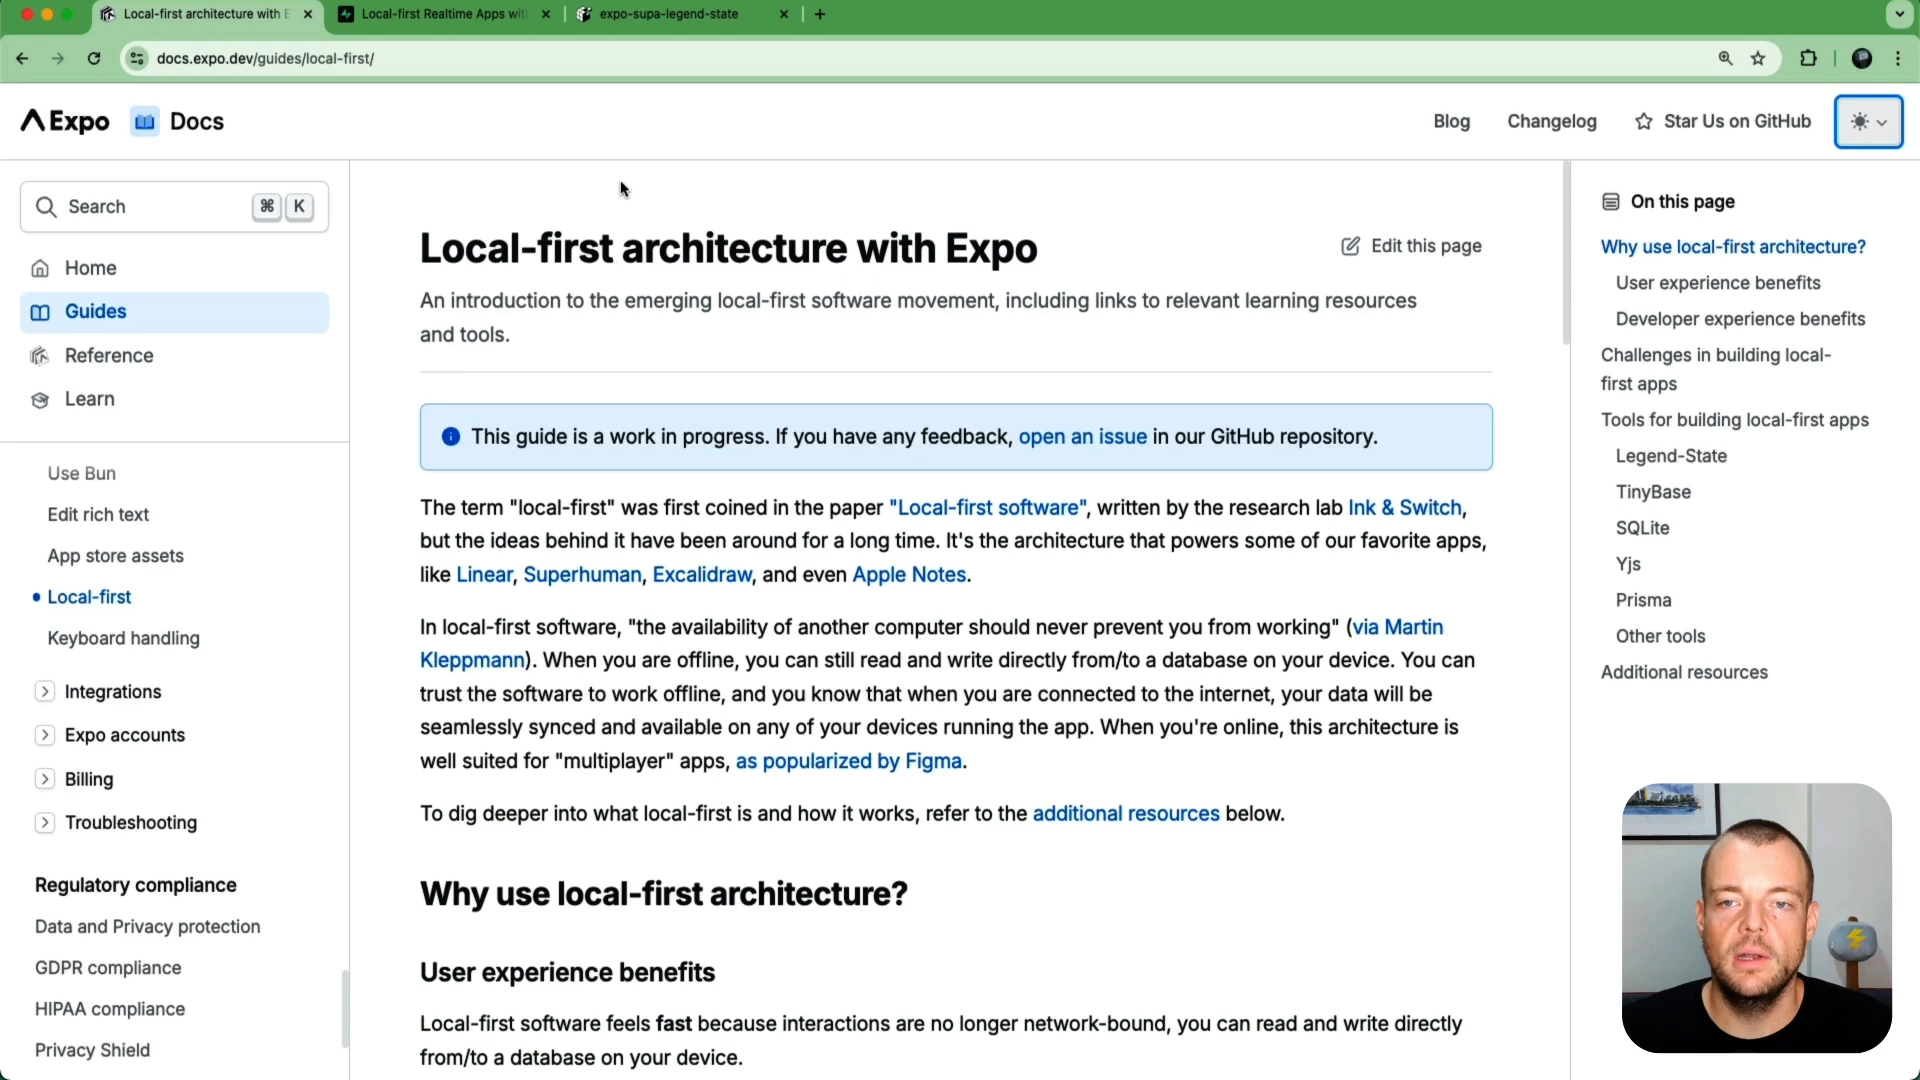 Local-first architecture with E
Local-first Realtime Apps wit
expo-supa-legend-state
docs.expo.dev/guides/local-first/
Expo
Docs
Blog
Changelog
Star Us on GitHub
Search
⌘ K
Home
Guides
Reference
Learn
Use Bun
Edit rich text
App store assets
Local-first
Keyboard handling
Integrations
Expo accounts
Billing
Troubleshooting
Regulatory compliance
Data and Privacy protection
GDPR compliance
HIPAA compliance
Privacy Shield
Local-first architecture with Expo
Edit this page
An introduction to the emerging local-first software movement, including links to relevant learning resources
and tools.
This guide is a work in progress. If you have any feedback, open an issue in our GitHub repository.
The term "local-first" was first coined in the paper "Local-first software", written by the research lab Ink & Switch,
but the ideas behind it have been around for a long time. It's the architecture that powers some of our favorite apps,
like Linear, Superhuman, Excalidraw, and even Apple Notes.
In local-first software, "the availability of another computer should never prevent you from working" (via Martin
Kleppmann). When you are offline, you can still read and write directly from/to a database on your device. You can
trust the software to work offline, and you know that when you are connected to the internet, your data will be
seamlessly synced and available on any of your devices running the app. When you're online, this architecture is
well suited for "multiplayer" apps, as popularized by Figma.
To dig deeper into what local-first is and how it works, refer to the additional resources below.
Why use local-first architecture?
User experience benefits
Local-first software feels fast because interactions are no longer network-bound, you can read and write directly
from/to a database on your device.
On this page
Why use local-first architecture?
User experience benefits
Developer experience benefits
Challenges in building local-
first apps
Tools for building local-first apps
Legend-State
TinyBase
SQLite
Yjs
Prisma
Other tools
Additional resources